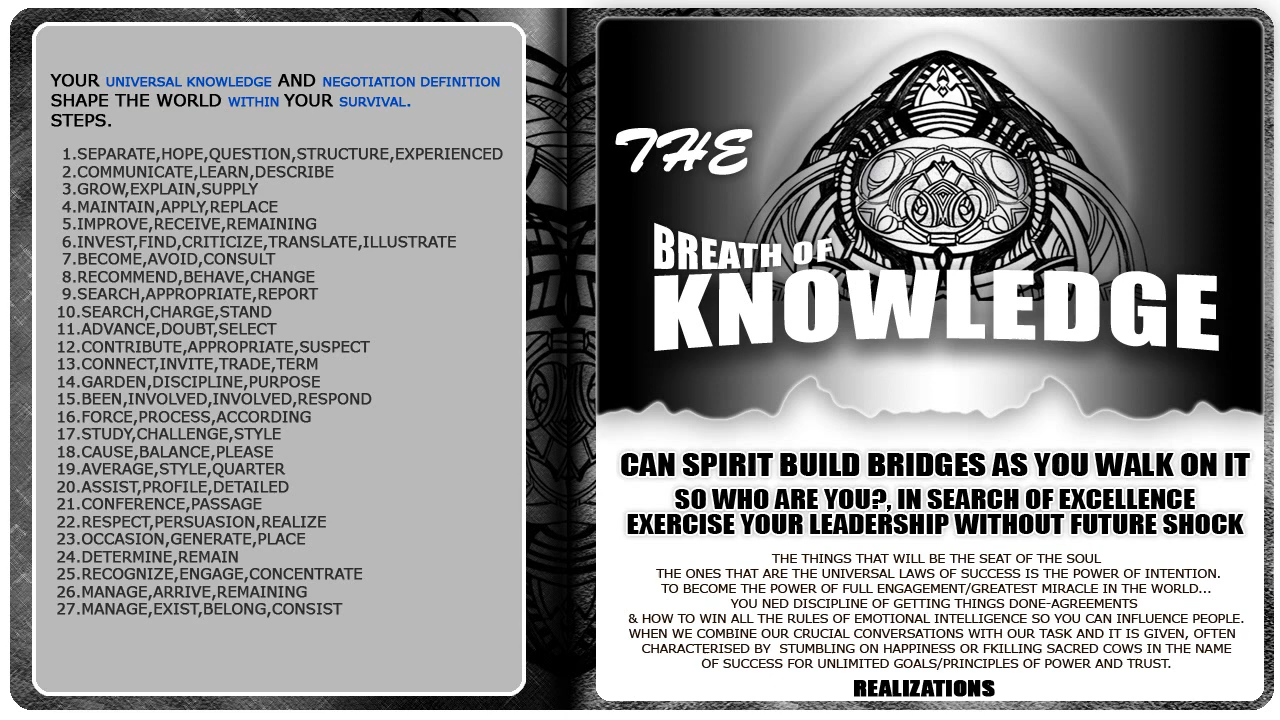 YOUR UNIVERSAL KNOWLEDGE AND NEGOTIATION DEFINITION
SHAPE THE WORLD WITHIN YOUR SURVIVAL.
STEPS.
1.SEPARATE,HOPE,QUESTION,STRUCTURE,EXPERIENCED
2.COMMUNICATE,LEARN,DESCRIBE
3.GROW,EXPLAIN,SUPPLY
4.MAINTAIN,APPLY,REPLACE
5.IMPROVE,RECEIVE,REMAINING
6.INVEST,FIND,CRITICIZE,TRANSLATE,ILLUSTRATE
7.BECOME,AVOID,CONSULT
8.RECOMMEND,BEHAVE,CHANGE
9.SEARCH,APPROPRIATE,REPORT
10.SEARCH,CHARGE,STAND
11.ADVANCE,DOUBT,SELECT
12.CONTRIBUTE,APPROPRIATE,SUSPECT
13.CONNECT,INVITE,TRADE,TERM
14.GARDEN,DISCIPLINE,PURPOSE
15.BEEN,INVOLVED,INVOLVED,RESPOND
16.FORCE,PROCESS,ACCORDING
17.STUDY,CHALLENGE,STYLE
18.CAUSE,BALANCE,PLEASE
19.AVERAGE,STYLE,QUARTER
20.ASSIST,PROFILE,DETAILED
21.CONFERENCE,PASSAGE
22.RESPECT,PERSUASION,REALIZE
23.OCCASION,GENERATE,PLACE
24.DETERMINE,REMAIN
25.RECOGNIZE,ENGAGE,CONCENTRATE
26.MANAGE,ARRIVE,REMAINING
27.MANAGE,EXIST,BELONG,CONSIST
THE
BREATH OF
KNOWLEDGE
CAN SPIRIT BUILD BRIDGES AS YOU WALK ON IT
SO WHO ARE YOU?, IN SEARCH OF EXCELLENCE
EXERCISE YOUR LEADERSHIP WITHOUT FUTURE SHOCK
THE THINGS THAT WILL BE THE SEAT OF THE SOUL
THE ONES THAT ARE THE UNIVERSAL LAWS OF SUCCESS IS THE POWER OF INTENTION.
TO BECOME THE POWER OF FULL ENGAGEMENT/GREATEST MIRACLE IN THE WORLD...
YOU NED DISCIPLINE OF GETTING THINGS DONE-AGREEMENTS
& HOW TO WIN ALL THE RULES OF EMOTIONAL INTELLIGENCE SO YOU CAN INFLUENCE PEOPLE.
WHEN WE COMBINE OUR CRUCIAL CONVERSATIONS WITH OUR TASK AND IT IS GIVEN, OFTEN
CHARACTERISED BY STUMBLING ON HAPPINESS OR FKILLING SACRED COWS IN THE NAME
OF SUCCESS FOR UNLIMITED GOALS/PRINCIPLES OF POWER AND TRUST.
REALIZATIONS